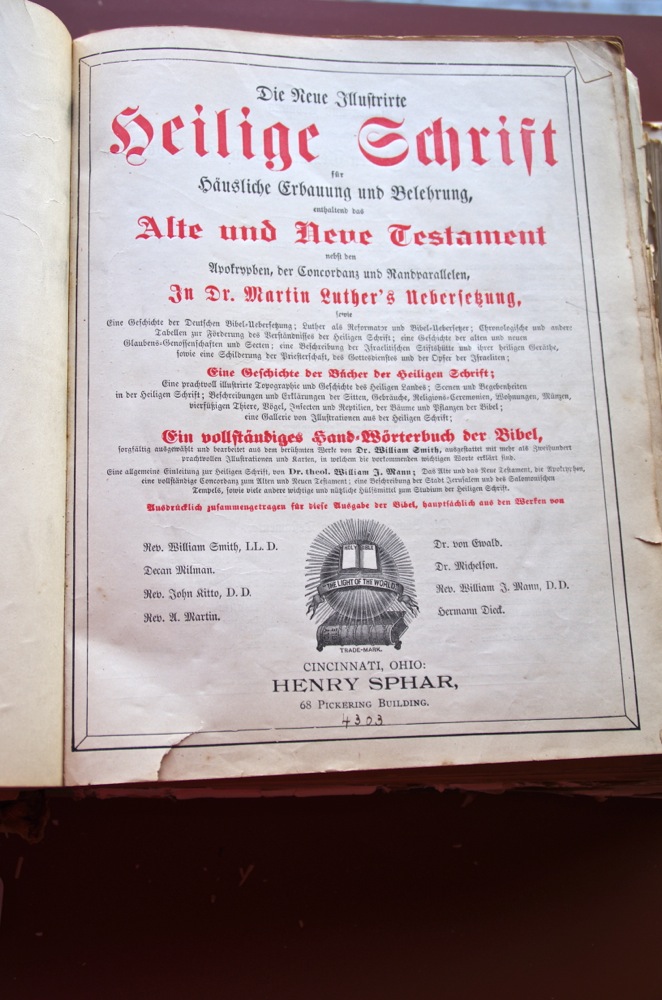 Die Neue Illustrirte
Heilige Schrift
für
Häusliche Erbauung und Belehrung,
enthaltend das
Alte und Neue Testament
nebst den
Apokryphen, der Concordanz und Randparallelen,
In Dr. Martin Luther's Uebersetzung,
sowie
Eine Geschichte der Deutschen Bibel-Uebersetzung; Luther als Reformator und Bibel-Uebersetzer; Chronologische und andere
Tabellen zur Förderung des Verständnisses der Heiligen Schrift; eine Geschichte der alten und neuen
Glaubens-Genossenschaften und Secten; eine Beschreibung der Israelitischen Stiftshütte und ihrer heiligen Geräthe,
sowie eine Schilderung der Priesterschaft, des Gottesdienstes und der Opfer der Israeliten;
Eine Geschichte der Bücher der Heiligen Schrift;
Eine prachtvoll illustrirte Topographie und Geschichte des Heiligen Landes; Scenen und Begebenheiten
in der Heiligen Schrift; Beschreibungen und Erklärungen der Sitten, Gebräuche, Religions-Ceremonien, Wohnungen, Münzen,
vierfüßigen Thiere, Vögel, Insecten und Reptilien, der Bäume und Pflanzen der Bibel;
eine Gallerie von Illustrationen aus der Heiligen Schrift;
Ein vollständiges Hand-Wörterbuch der Bibel,
sorgfältig ausgewählt und bearbeitet aus dem berühmten Werke von Dr. William Smith, ausgestattet mit mehr als zweihundert
prachtvollen Illustrationen und Karten, in welchem die vorkommenden wichtigen Worte erklärt sind.
Eine allgemeine Einleitung zur Heiligen Schrift, von Dr. theol. William J. Mann; Das Alte und das Neue Testament, die Apokryphen,
eine vollständige Concordanz zum Alten und Neuen Testament; eine Beschreibung der Stadt Jerusalem und des Salomonischen
Tempels, sowie viele andere wichtige und nützliche Hülfsmittel zum Studium der Heiligen Schrift.
Ausdrücklich zusammengetragen für diese Ausgabe der Bibel, hauptsächlich aus den Werken von
Rev. William Smith, LL. D.
Decan Milman.
Rev. John Kitto, D. D.
Rev. A. Martin.
HOLY BIBLE
THE LIGHT OF THE WORLD
TRADE-MARK.
Dr. von Ewald.
Dr. Michelson.
Rev. William J. Mann, D. D.
Hermann Dieck.
CINCINNATI, OHIO:
HENRY SPHAR,
68 PICKERING BUILDING.
4303